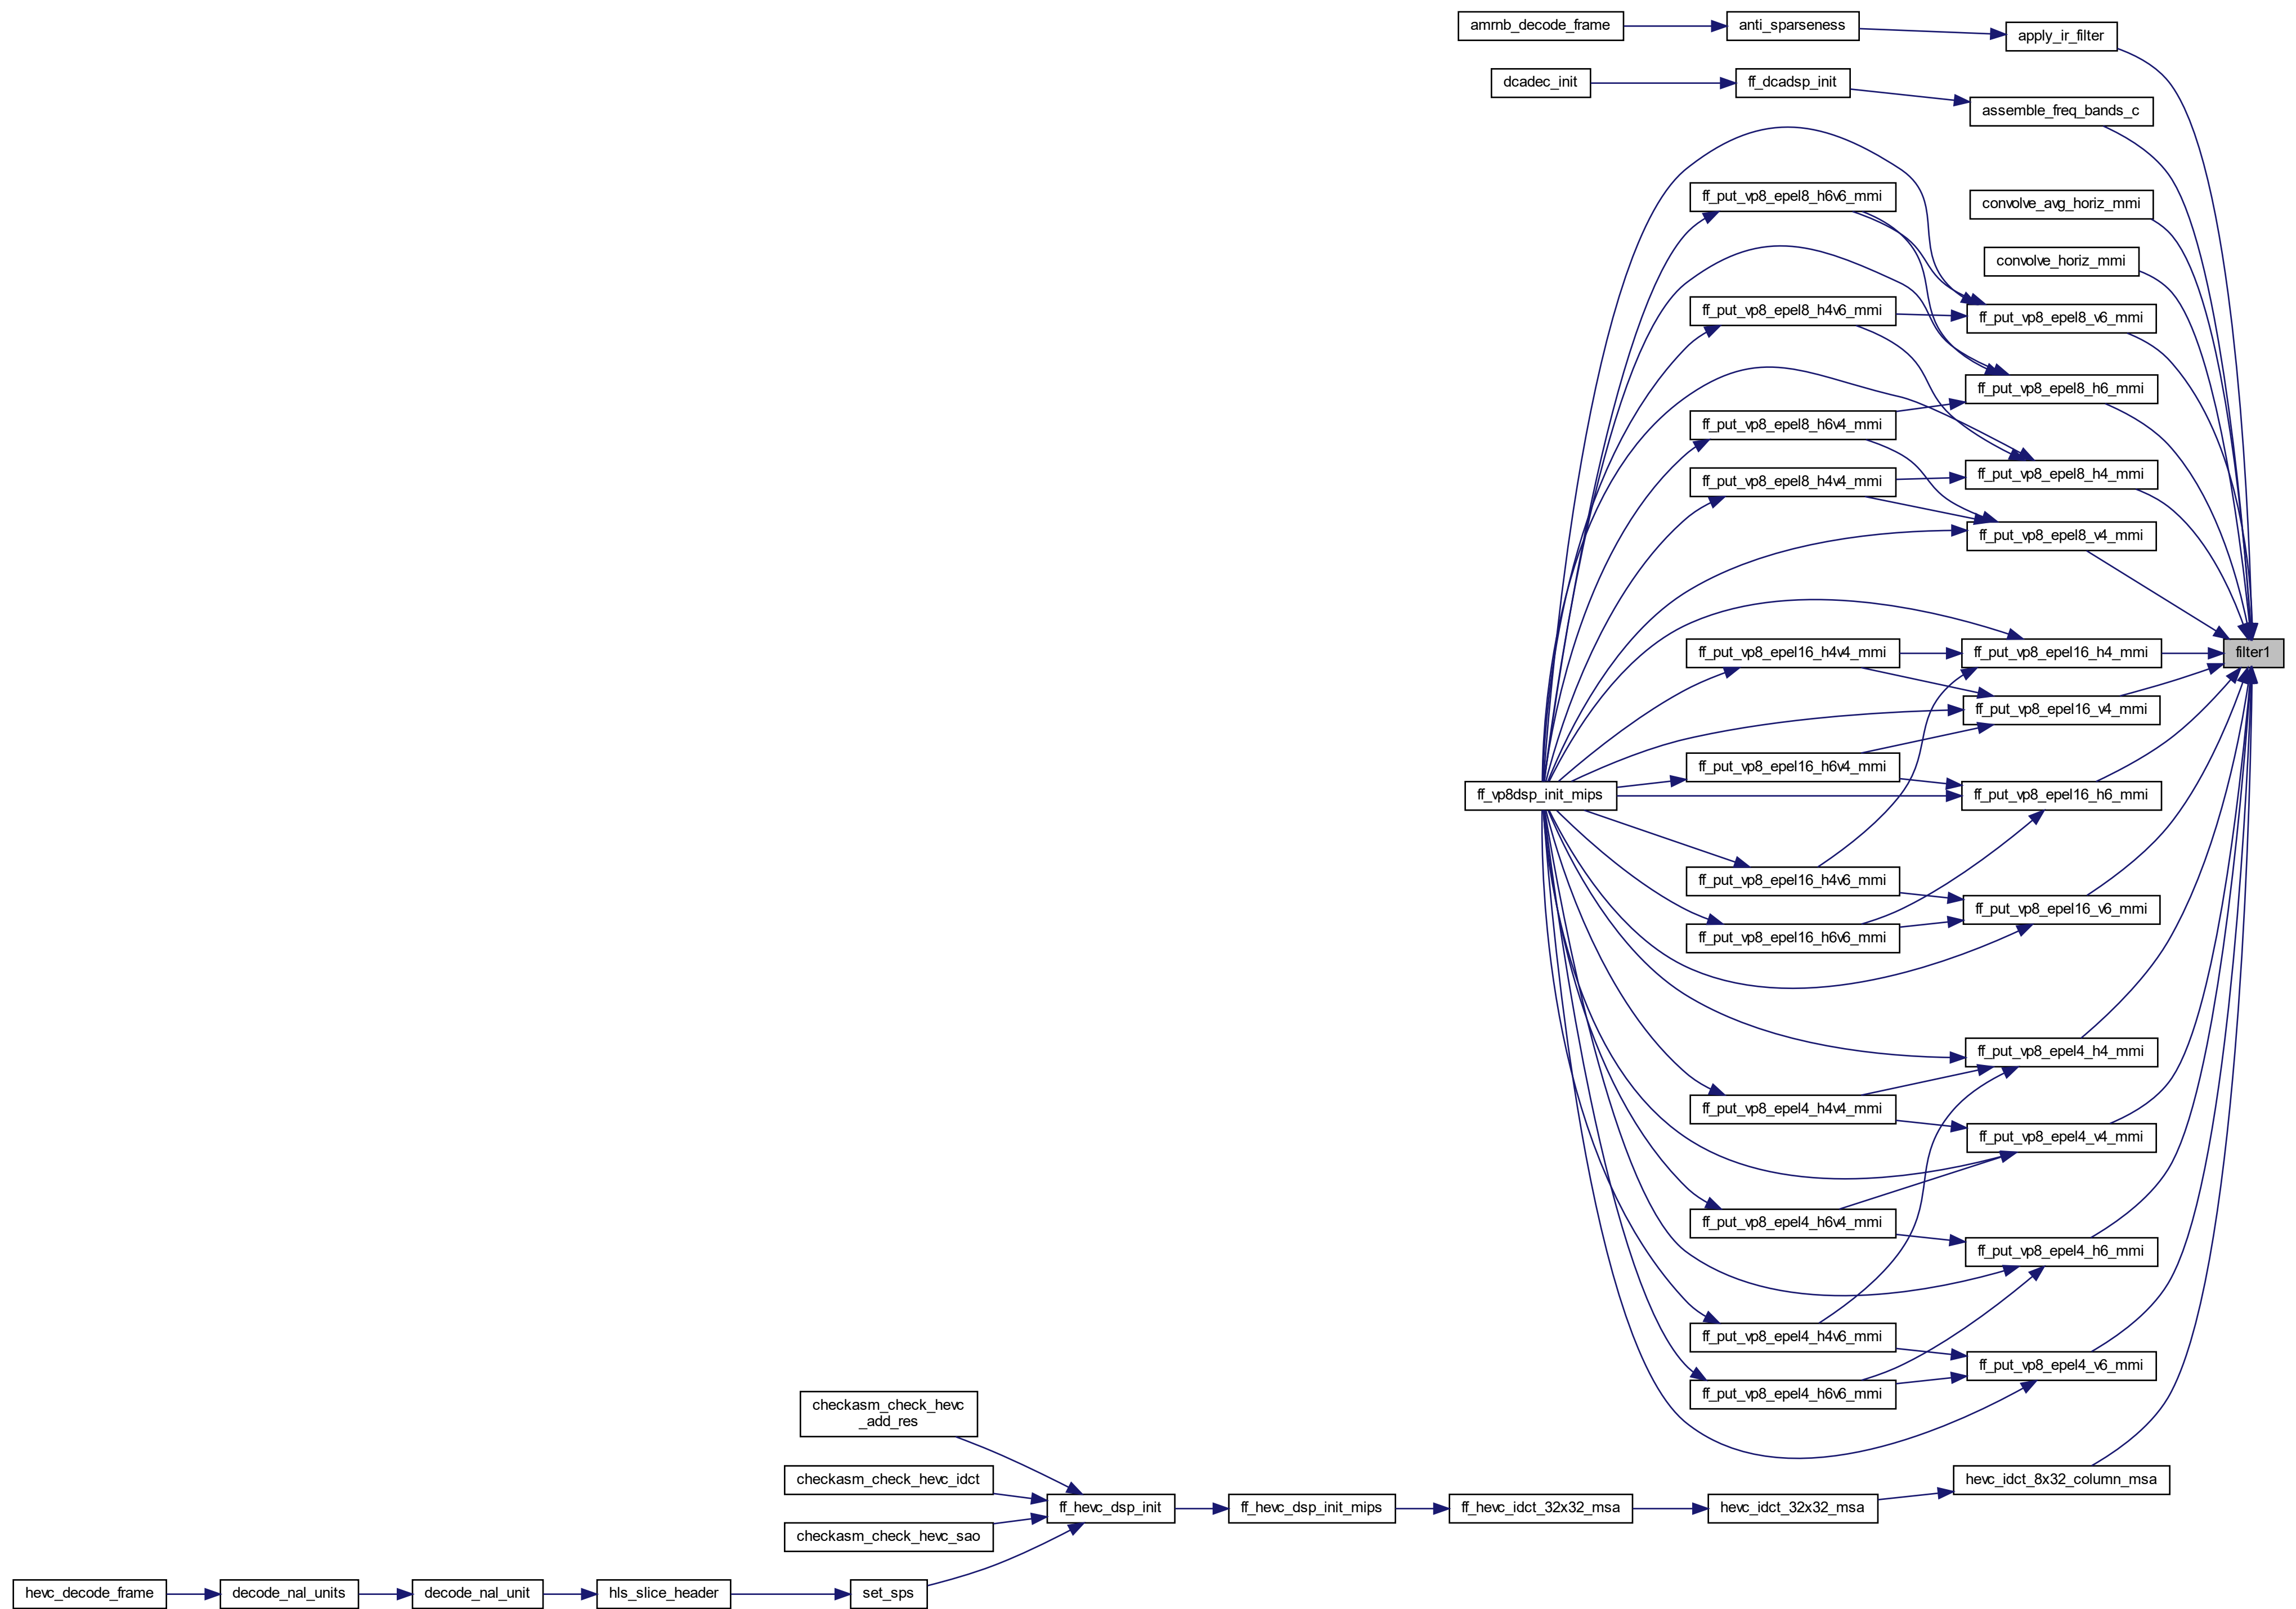 amrnb_decode_frame
anti_sparseness
apply_ir_filter
dcadec_init
ff_dcadsp_init
assemble_freq_bands_c
ff_put_vp8_epel8_h6v6_mmi
convolve_avg_horiz_mmi
convolve_horiz_mmi
ff_put_vp8_epel8_h4v6_mmi
ff_put_vp8_epel8_v6_mmi
ff_put_vp8_epel8_h6_mmi
ff_put_vp8_epel8_h6v4_mmi
ff_put_vp8_epel8_h4v4_mmi
ff_put_vp8_epel8_h4_mmi
ff_put_vp8_epel8_v4_mmi
ff_put_vp8_epel16_h4v4_mmi
ff_put_vp8_epel16_h4_mmi
filter1
ff_put_vp8_epel16_v4_mmi
ff_put_vp8_epel16_h6v4_mmi
ff_vp8dsp_init_mips
ff_put_vp8_epel16_h6_mmi
ff_put_vp8_epel16_h4v6_mmi
ff_put_vp8_epel16_v6_mmi
ff_put_vp8_epel16_h6v6_mmi
ff_put_vp8_epel4_h4_mmi
ff_put_vp8_epel4_h4v4_mmi
ff_put_vp8_epel4_v4_mmi
ff_put_vp8_epel4_h6v4_mmi
ff_put_vp8_epel4_h6_mmi
ff_put_vp8_epel4_h4v6_mmi
ff_put_vp8_epel4_v6_mmi
ff_put_vp8_epel4_h6v6_mmi
checkasm_check_hevc
_add_res
checkasm_check_hevc_idct
hevc_idct_8x32_column_msa
ff_hevc_dsp_init
ff_hevc_dsp_init_mips
ff_hevc_idct_32x32_msa
hevc_idct_32x32_msa
checkasm_check_hevc_sao
hevc_decode_frame
decode_nal_units
decode_nal_unit
hls_slice_header
set_sps